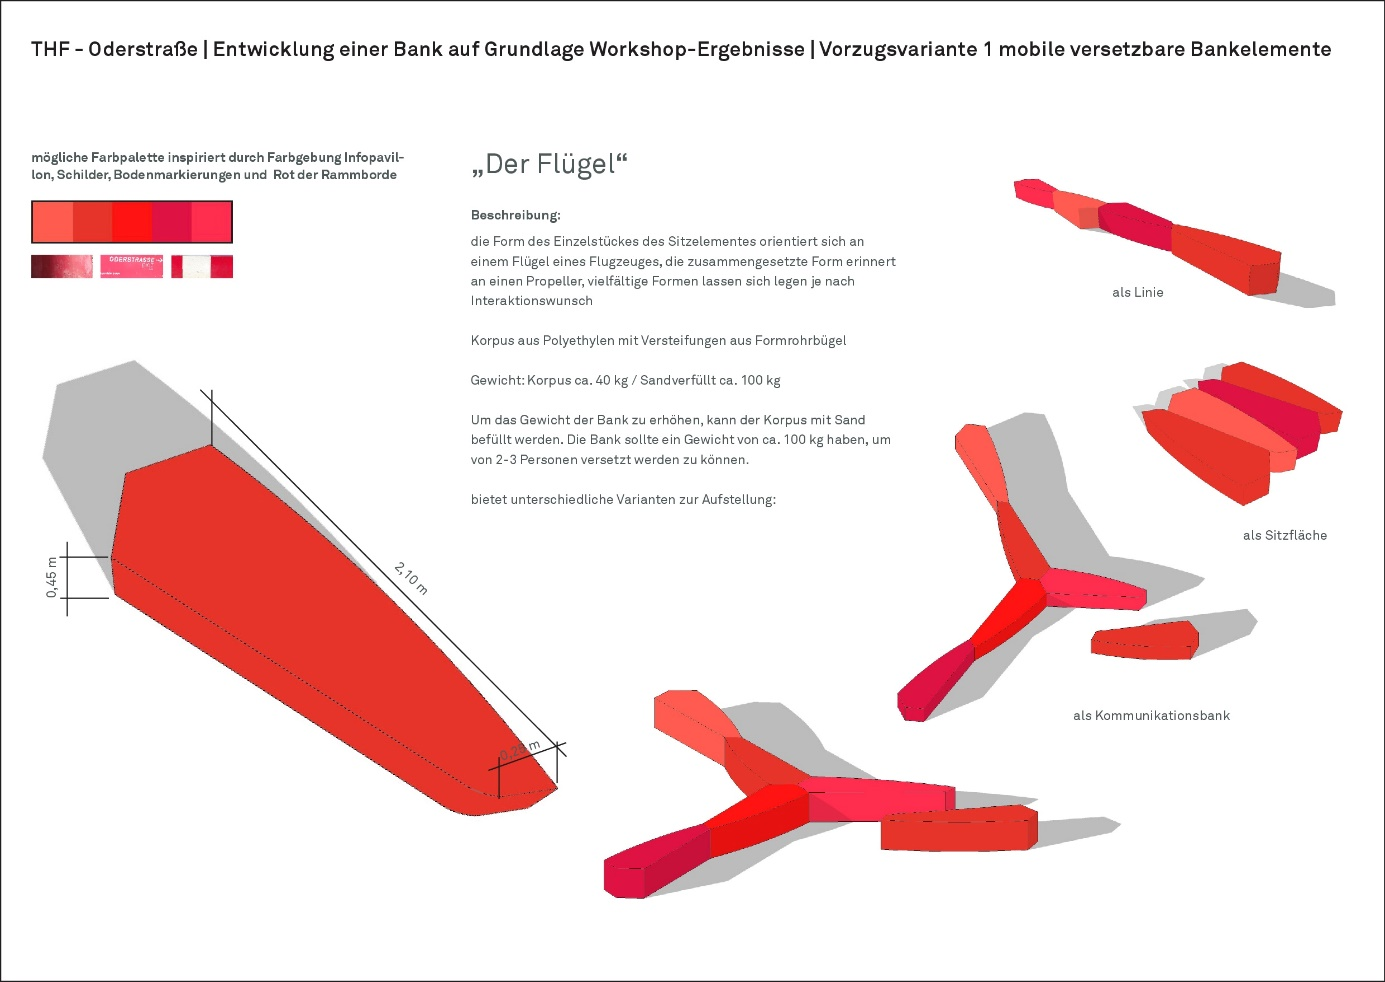 THF - Oderstraße | Entwicklung einer Bank auf Grundlage Workshop-Ergebnisse | Vorzugsvariante 1 mobile versetzbare Bankelemente
mögliche Farbpalette inspiriert durch Farbgebung Infopavil-
lon, Schilder, Bodenmarkierungen und Rot der Rammborde
ODERSTRASSE
„Der Flügel“
Beschreibung:
die Form des Einzelstückes des Sitzelementes orientiert sich an
einem Flügel eines Flugzeuges, die zusammengesetzte Form erinnert
an einen Propeller, vielfältige Formen lassen sich legen je nach
Interaktionswunsch
Korpus aus Polyethylen mit Versteifungen aus Formrohrbügel
Gewicht: Korpus ca. 40 kg / Sandverfüllt ca. 100 kg
Um das Gewicht der Bank zu erhöhen, kann der Korpus mit Sand
befüllt werden. Die Bank sollte ein Gewicht von ca. 100 kg haben, um
von 2-3 Personen versetzt werden zu können.
bietet unterschiedliche Varianten zur Aufstellung:
0,45 m
2,10 m
als Linie
als Sitzfläche
als Kommunikationsbank